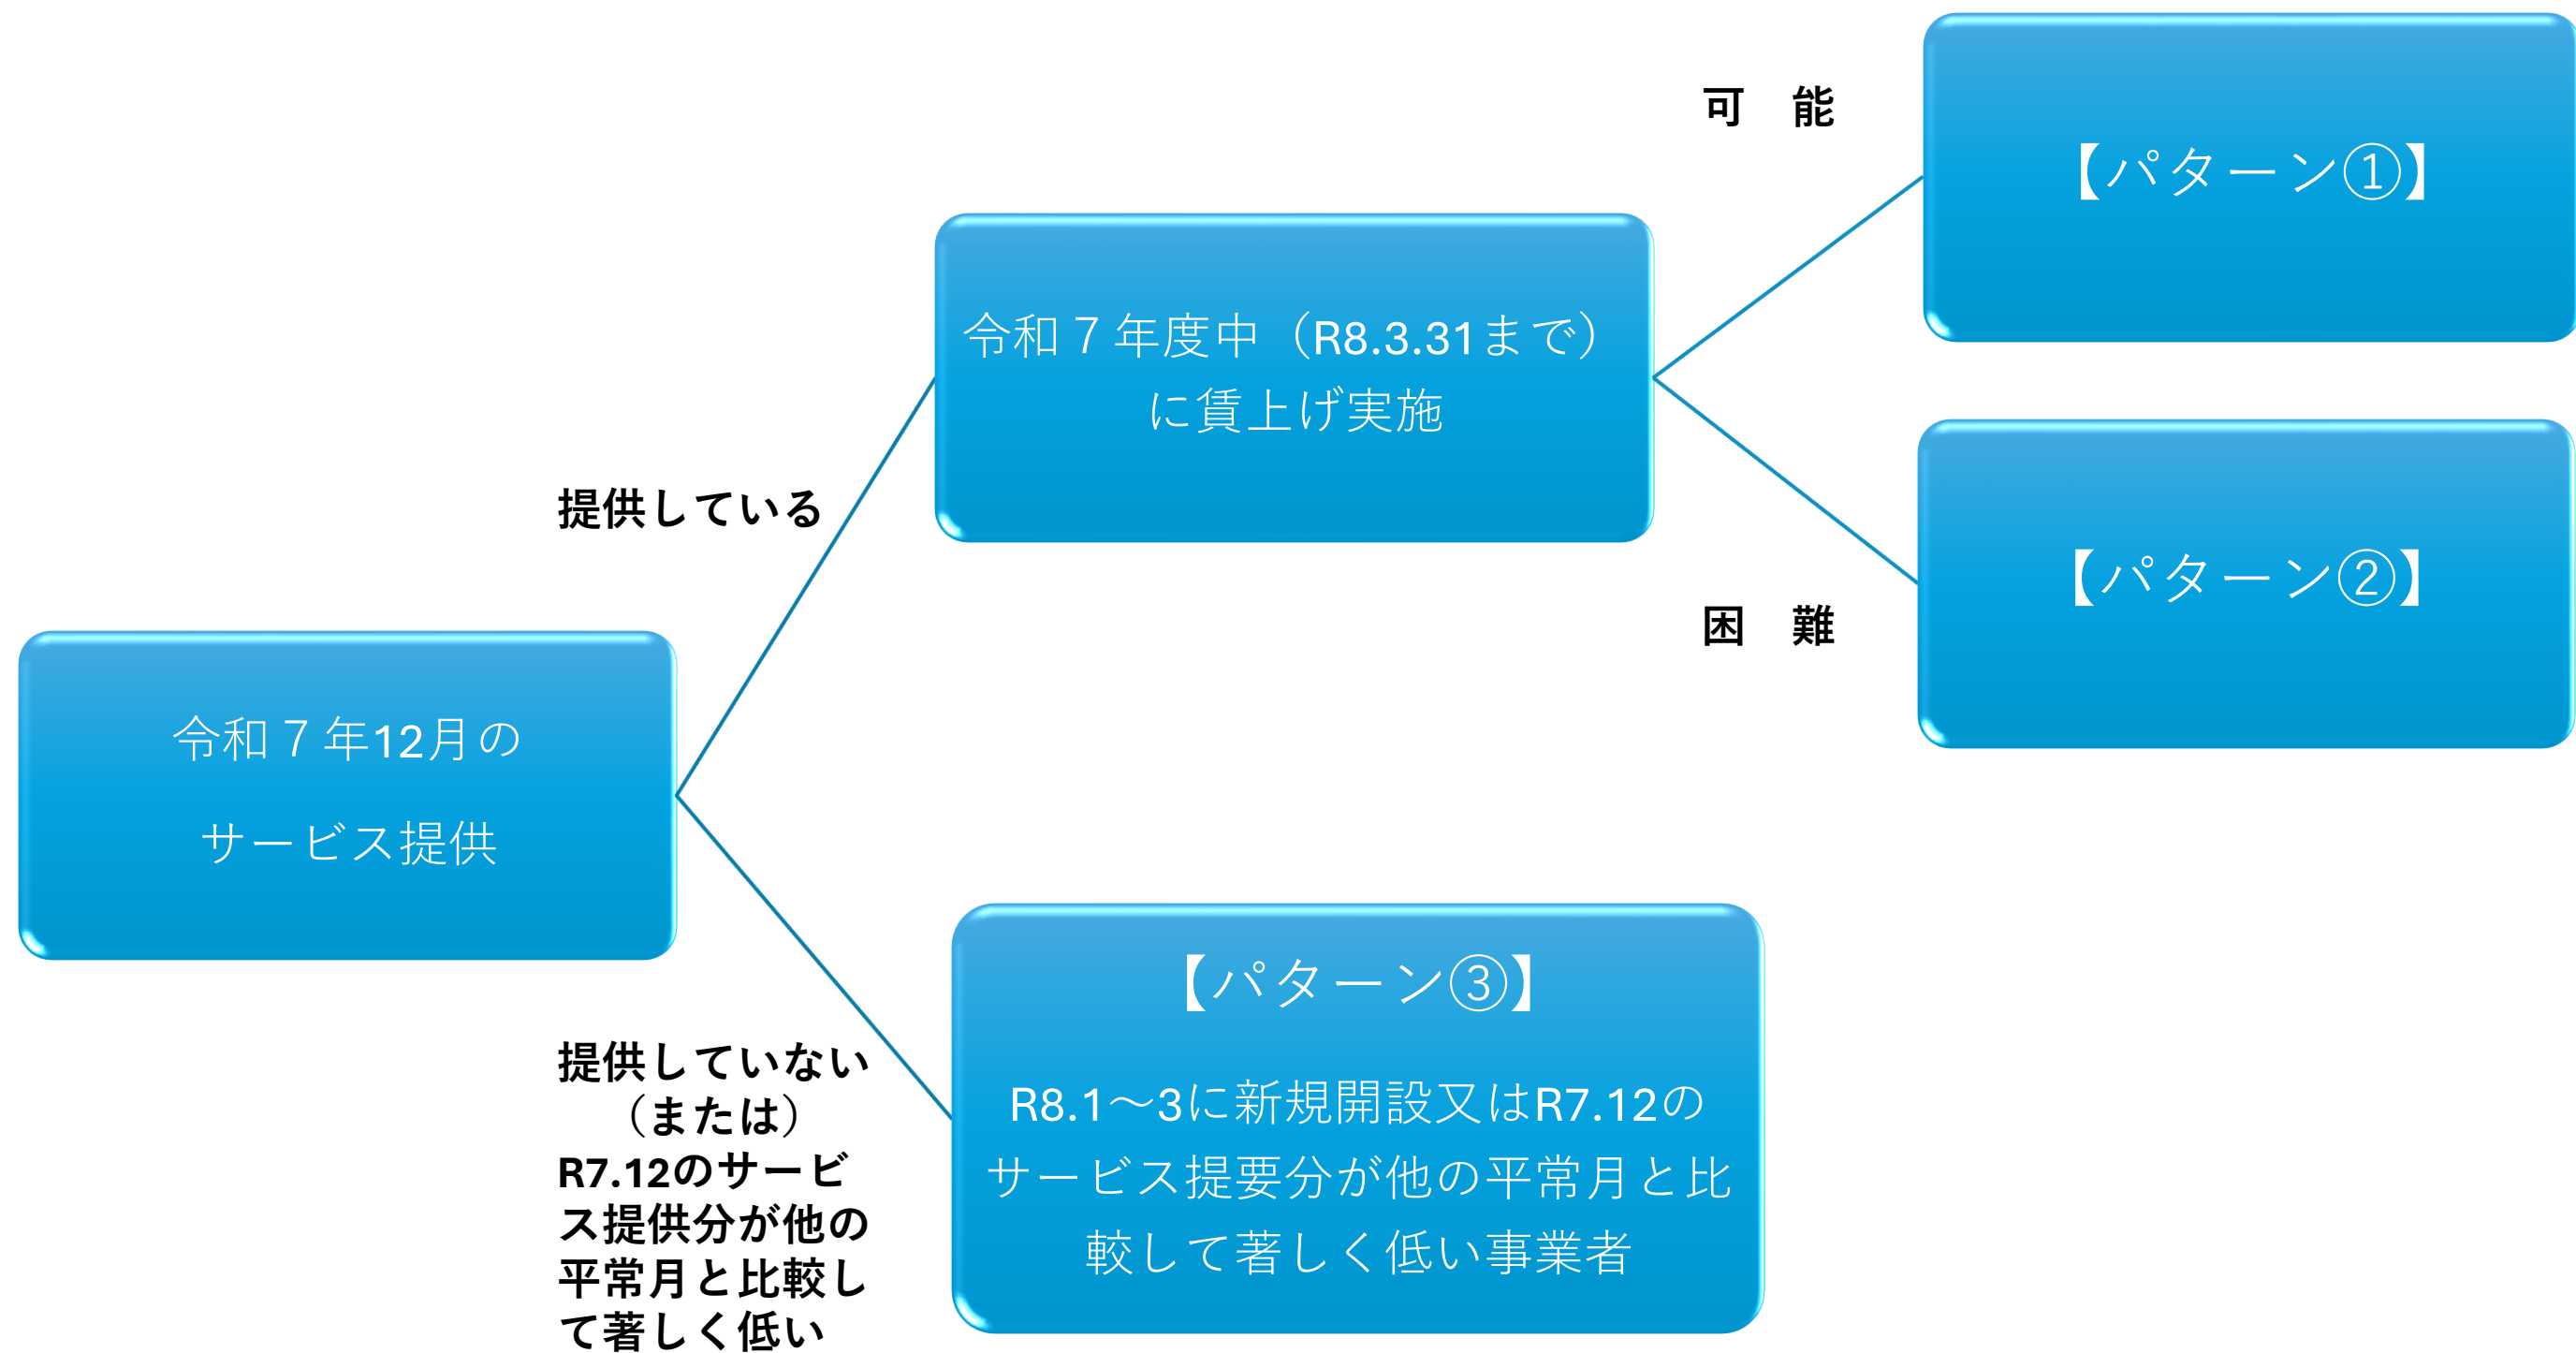 令和７年12月の
サービス提供
提供している
令和７年度中（R8.3.31まで）
に賃上げ実施
可　能
【パターン①】
困　難
【パターン②】
提供していない
（または）
R7.12のサービ
ス提供分が他の
平常月と比較し
て著しく低い
【パターン③】
R8.1～3に新規開設又はR7.12の
サービス提要分が他の平常月と比
較して著しく低い事業者